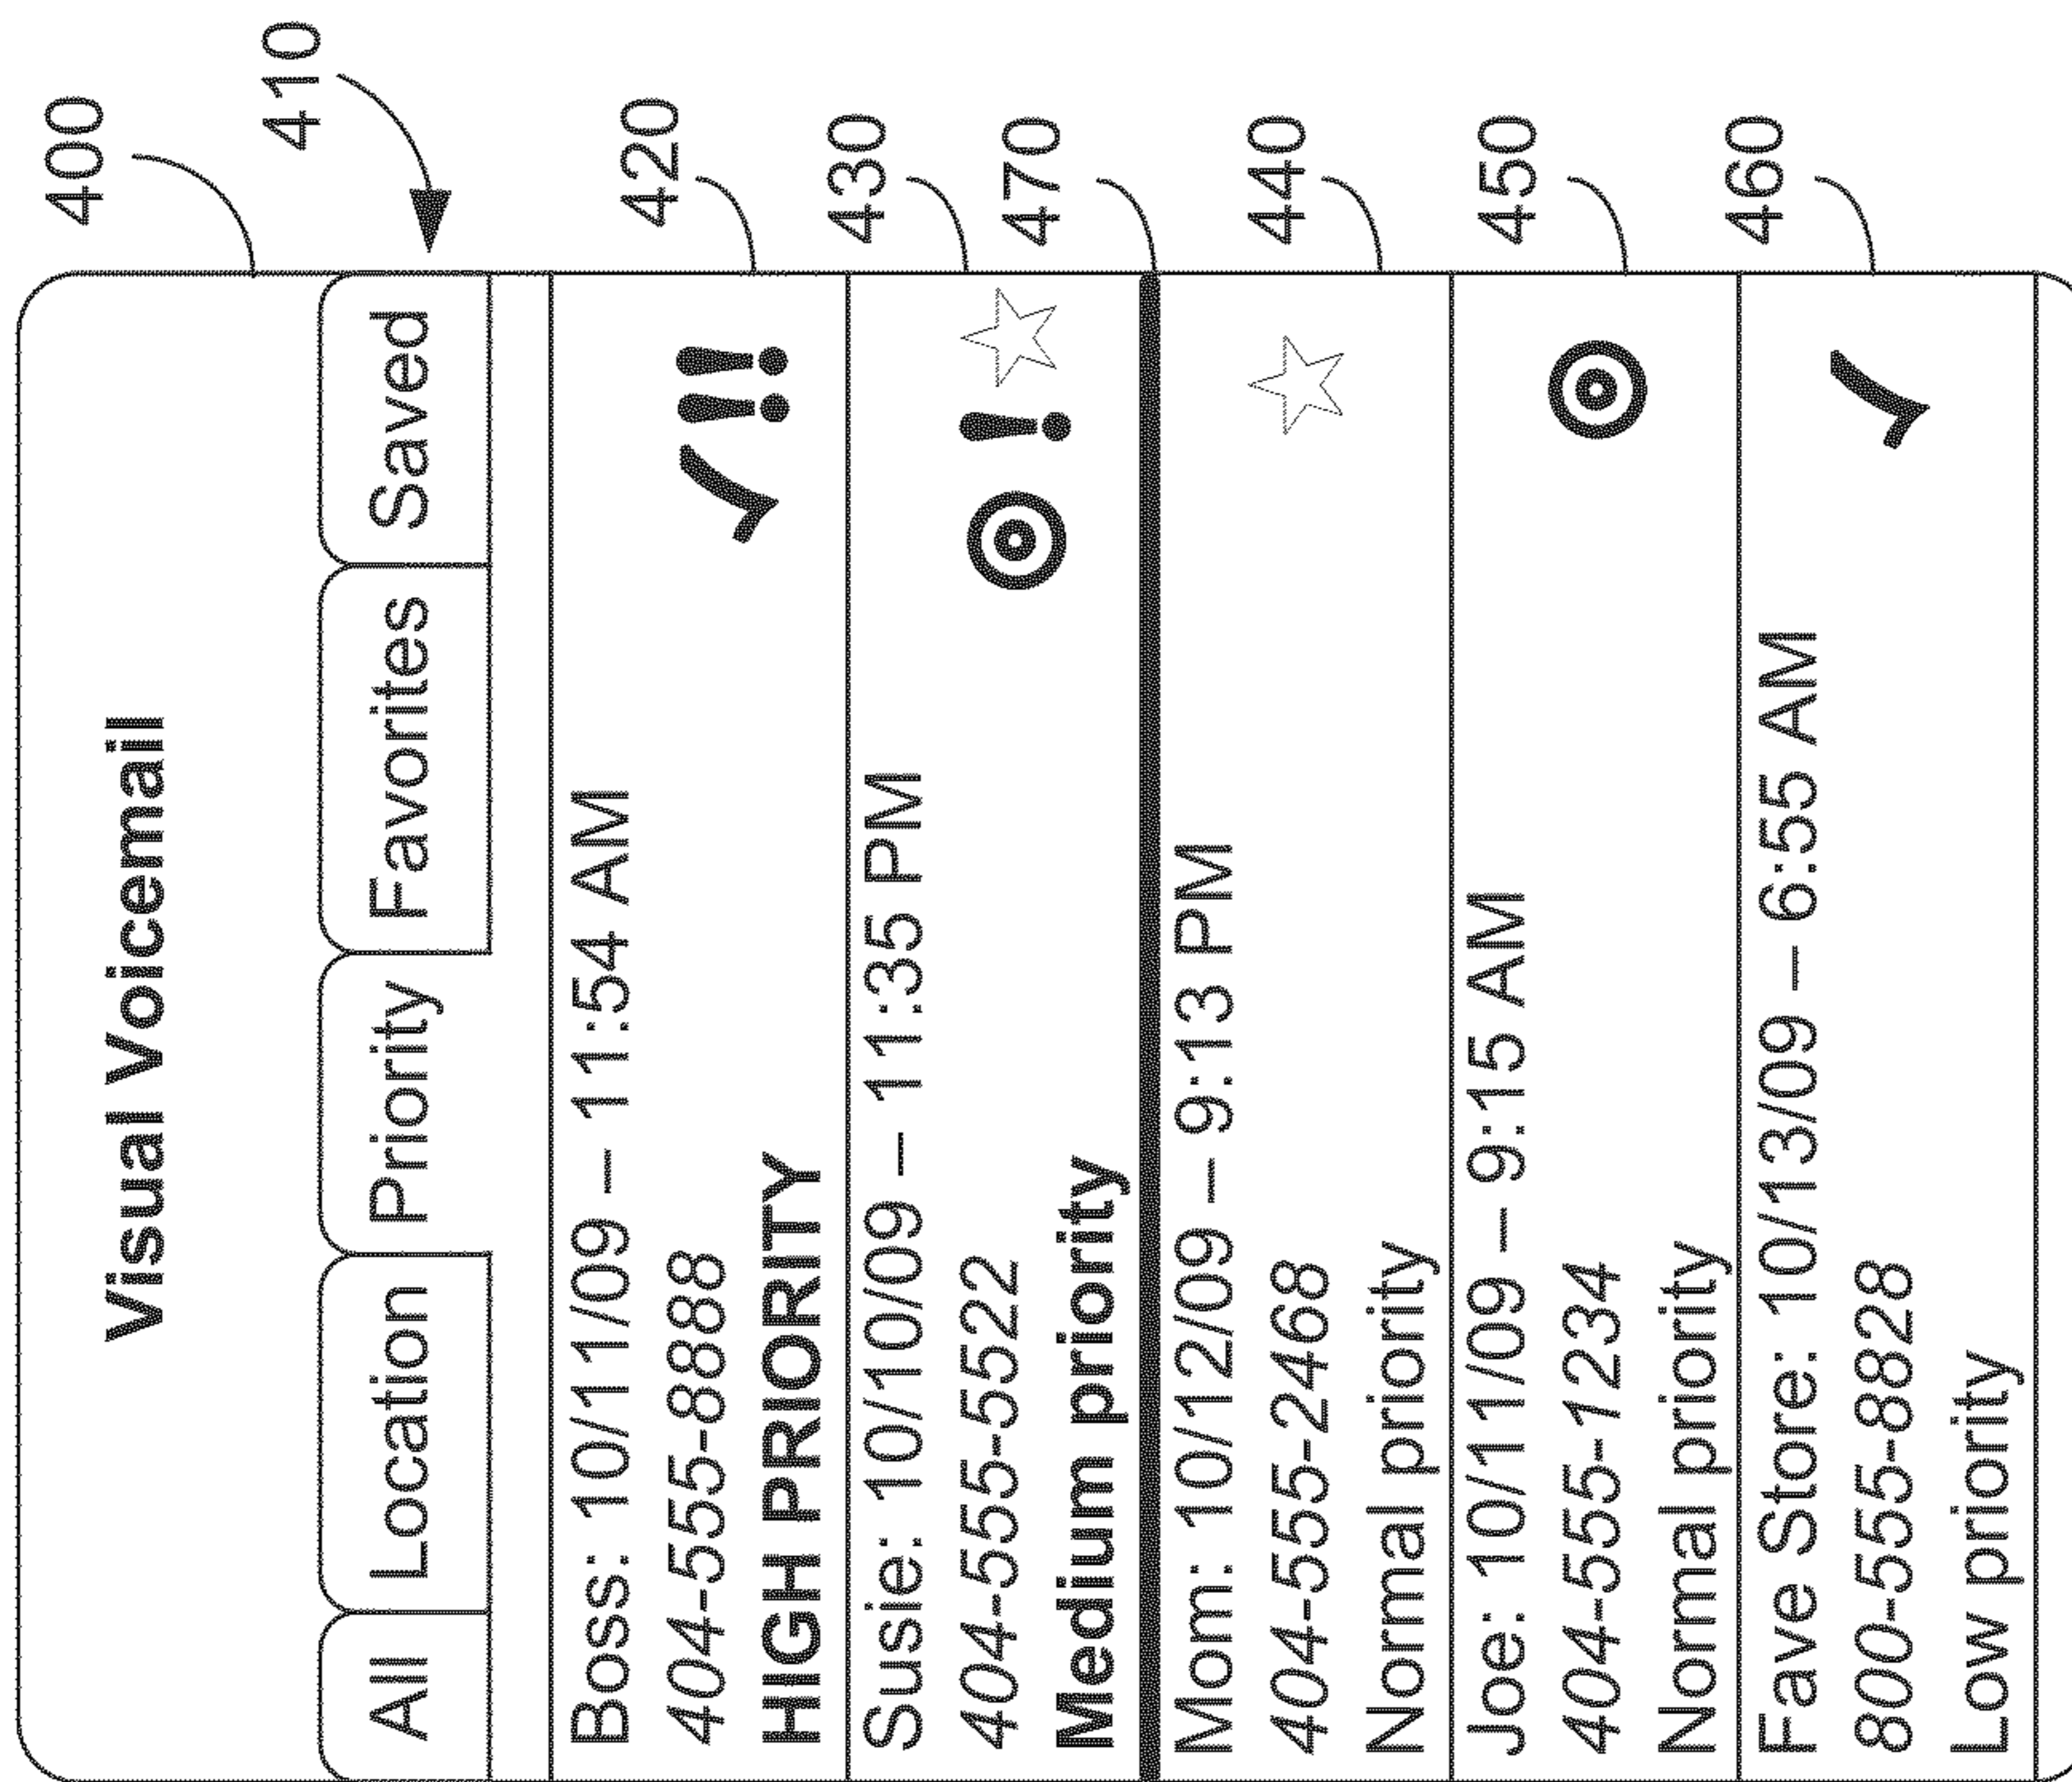 Visual Voicemail
400
410
All Location Priority Favorites Saved
Boss: 10/11/09 – 11:54 AM
404-555-8888
HIGH PRIORITY
!!
420
Susie: 10/10/09 – 11:35 PM
404-555-5522
Medium priority
!
430
470
Mom: 10/12/09 – 9:13 PM
404-555-2468
Normal priority
440
Joe: 10/11/09 – 9:15 AM
404-555-1234
Normal priority
450
Fave Store: 10/13/09 – 6:55 AM
800-555-8828
Low priority
460